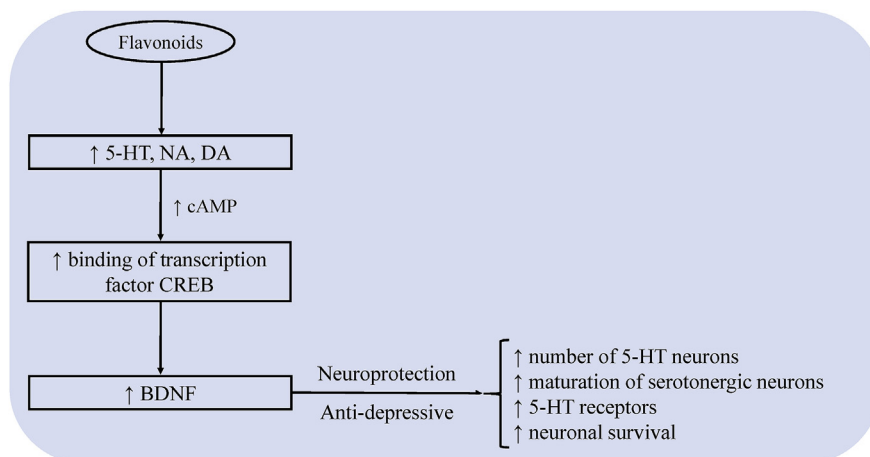 Flavonoids
↑ 5-HT, NA, DA
↑ cAMP
↑ binding of transcription
factor CREB
↑ BDNF
Neuroprotection
Anti-depressive
↑ number of 5-HT neurons
↑ maturation of serotonergic neurons
↑ 5-HT receptors
↑ neuronal survival